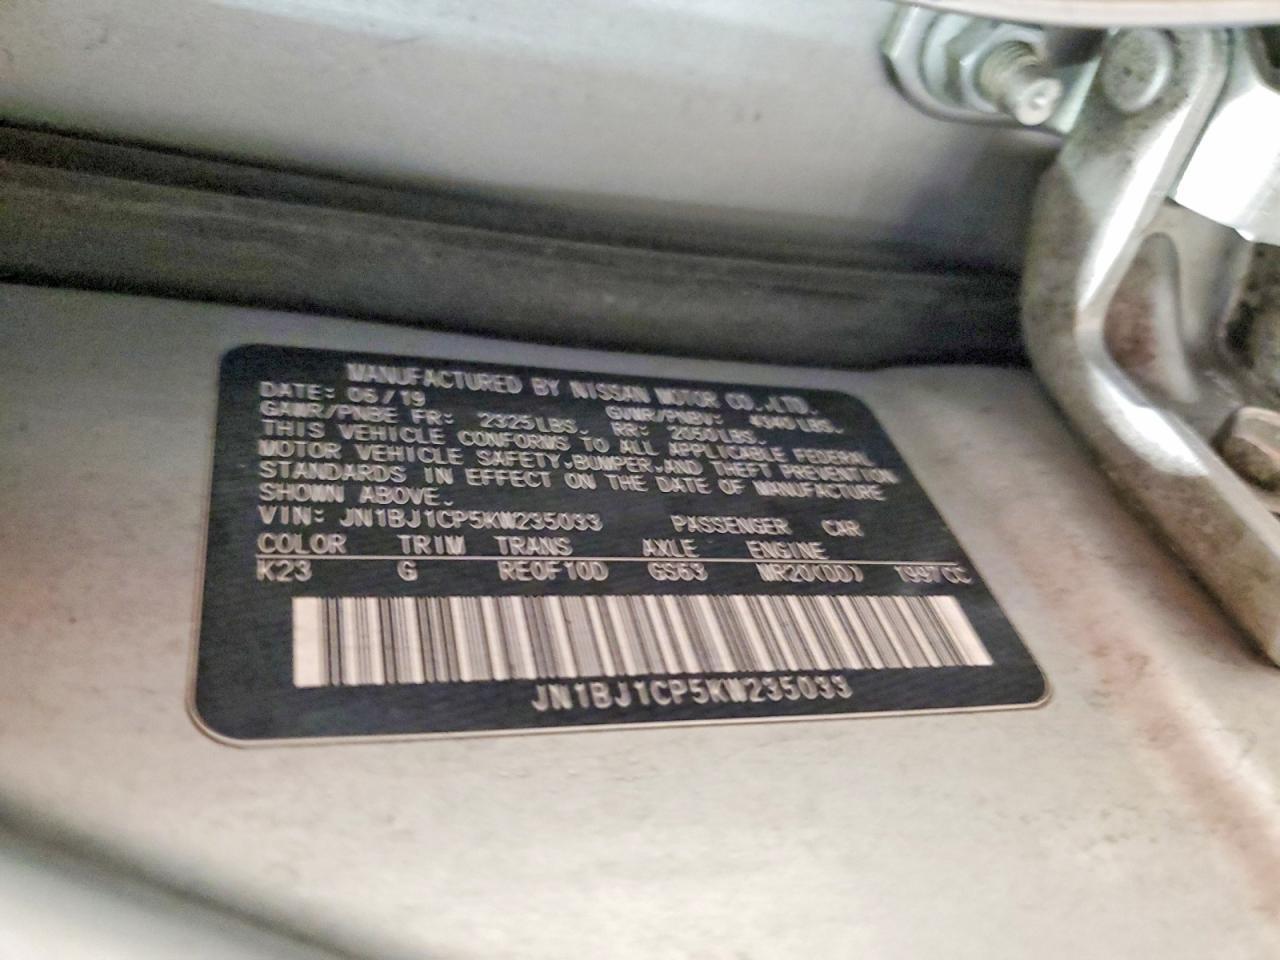 MANUFACTURED BY NISSAN MOTOR CO.,LTD.
DATE: 06/19 GVWR/PNBV: 4340 LBS.
GAWR/PNBE FR: 2325LBS. RR: 2050LBS.
THIS VEHICLE CONFORMS TO ALL APPLICABLE FEDERAL
MOTOR VEHICLE SAFETY,BUMPER,AND THEFT PREVENTION
STANDARDS IN EFFECT ON THE DATE OF MANUFACTURE
SHOWN ABOVE.
VIN: JN1BJ1CP5KW235033 PASSENGER CAR
COLOR TRIM TRANS AXLE ENGINE
K23 G RE0F10D GS63 MR20(DD) 1997CC
JN1BJ1CP5KW235033